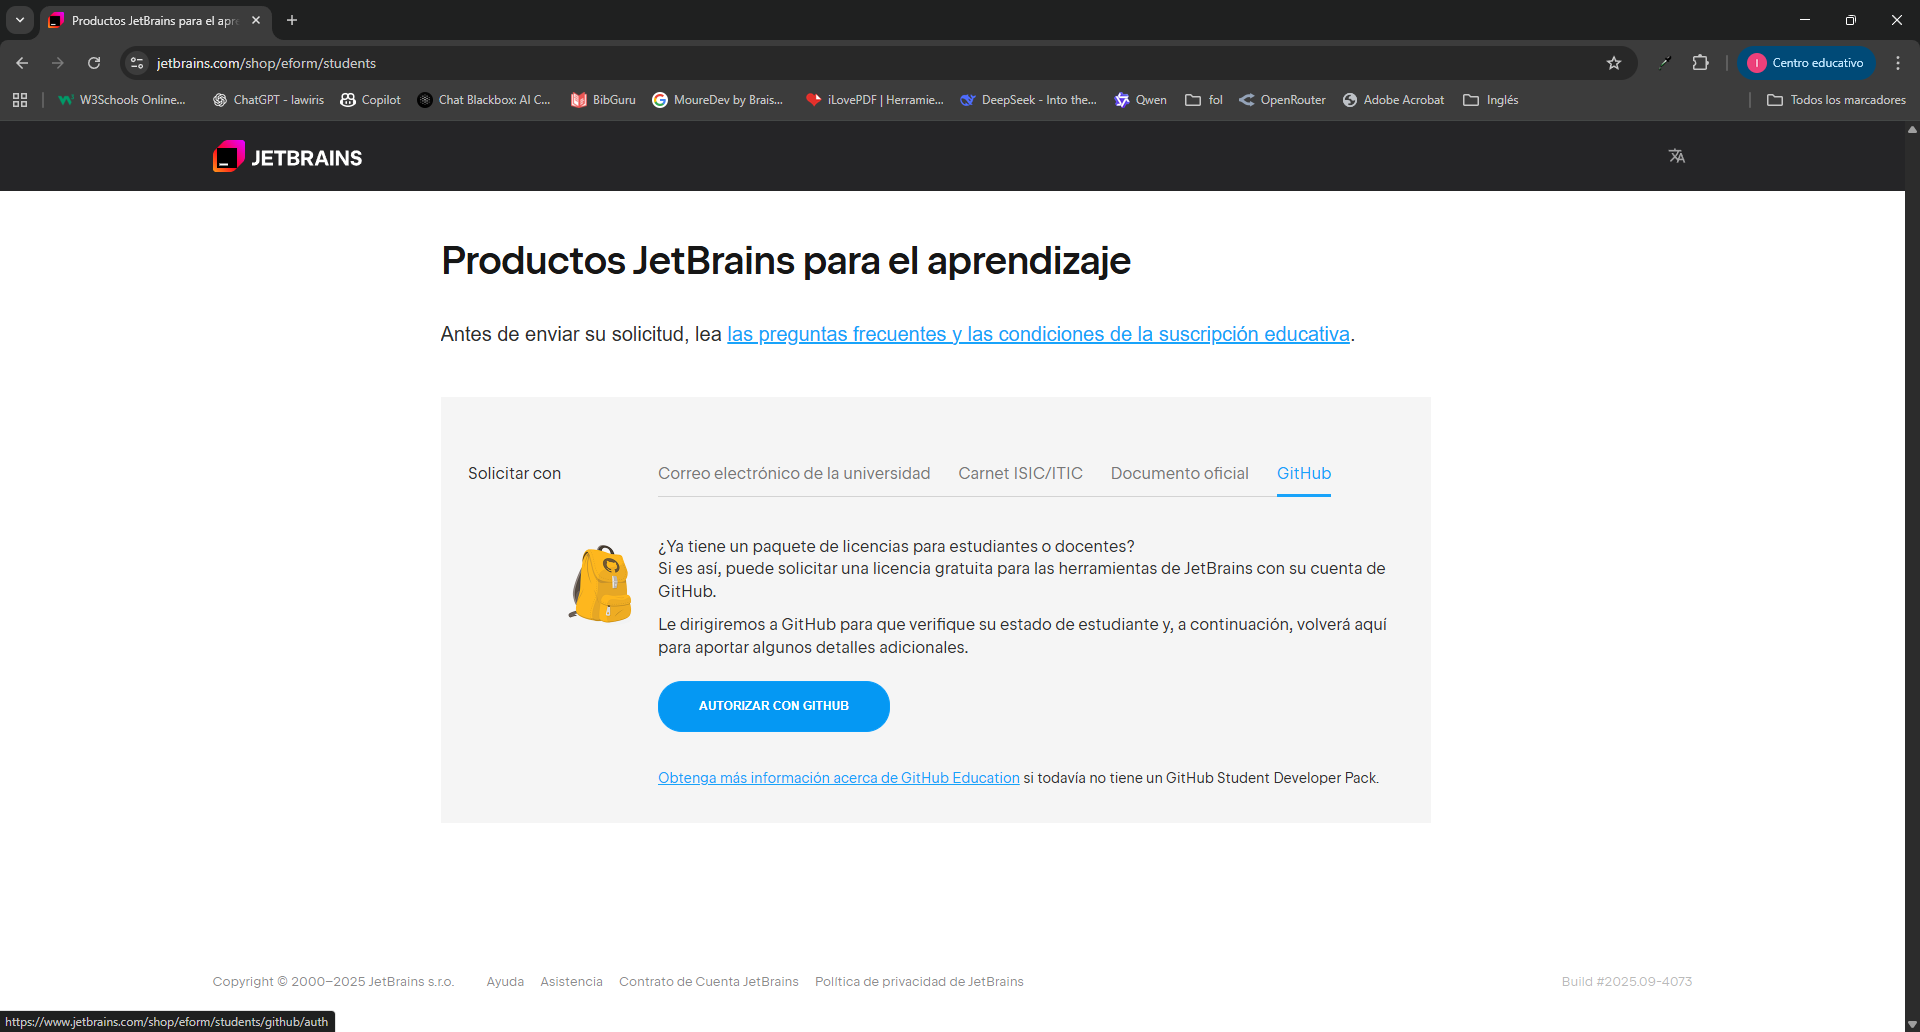 Productos JetBrains para el apre
jetbrains.com/shop/eform/students
Centro educativo
W3Schools Online...
ChatGPT - lawiris
Copilot
Chat Blackbox: AI C...
BibGuru
MoureDev by Brais...
iLovePDF | Herramie...
DeepSeek - Into the...
Qwen
fol
OpenRouter
Adobe Acrobat
Inglés
Todos los marcadores
JETBRAINS
Productos JetBrains para el aprendizaje
Antes de enviar su solicitud, lea las preguntas frecuentes y las condiciones de la suscripción educativa.
Solicitar con
Correo electrónico de la universidad
Carnet ISIC/ITIC
Documento oficial
GitHub
¿Ya tiene un paquete de licencias para estudiantes o docentes?
Si es así, puede solicitar una licencia gratuita para las herramientas de JetBrains con su cuenta de
GitHub.
Le dirigiremos a GitHub para que verifique su estado de estudiante y, a continuación, volverá aquí
para aportar algunos detalles adicionales.
AUTORIZAR CON GITHUB
Obtenga más información acerca de GitHub Education si todavía no tiene un GitHub Student Developer Pack.
Copyright © 2000–2025 JetBrains s.r.o.
Ayuda
Asistencia
Contrato de Cuenta JetBrains
Política de privacidad de JetBrains
Build #2025.09-4073
https://www.jetbrains.com/shop/eform/students/github/auth